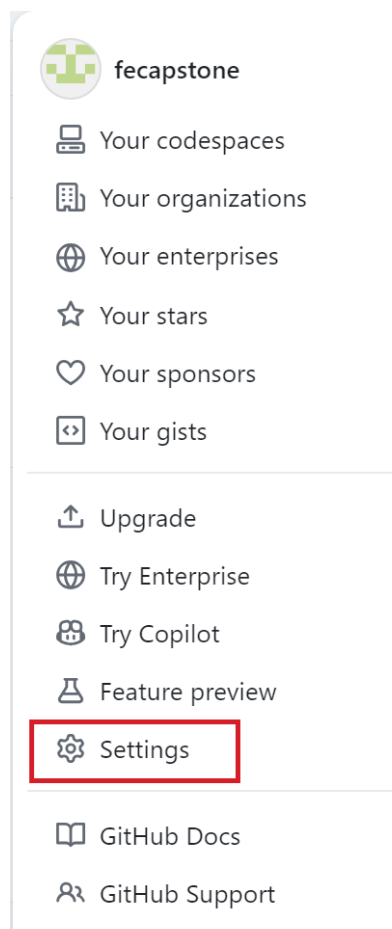 fecapstone
Your codespaces
Your organizations
Your enterprises
Your stars
Your sponsors
Your gists
Upgrade
Try Enterprise
Try Copilot
Feature preview
Settings
GitHub Docs
GitHub Support